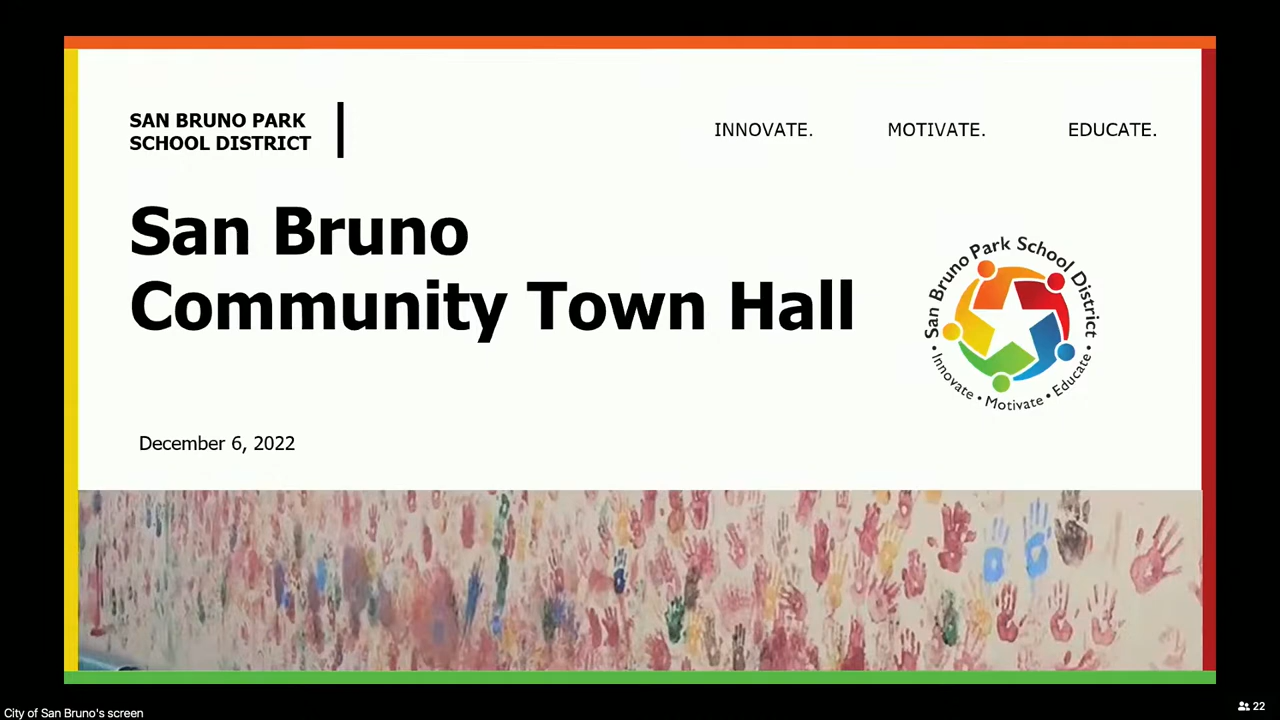 SAN BRUNO PARK
SCHOOL DISTRICT
INNOVATE. MOTIVATE. EDUCATE.
San Bruno
Community Town Hall
San Bruno Park School District
• Innovate • Motivate • Educate •
December 6, 2022
City of San Bruno's screen
22